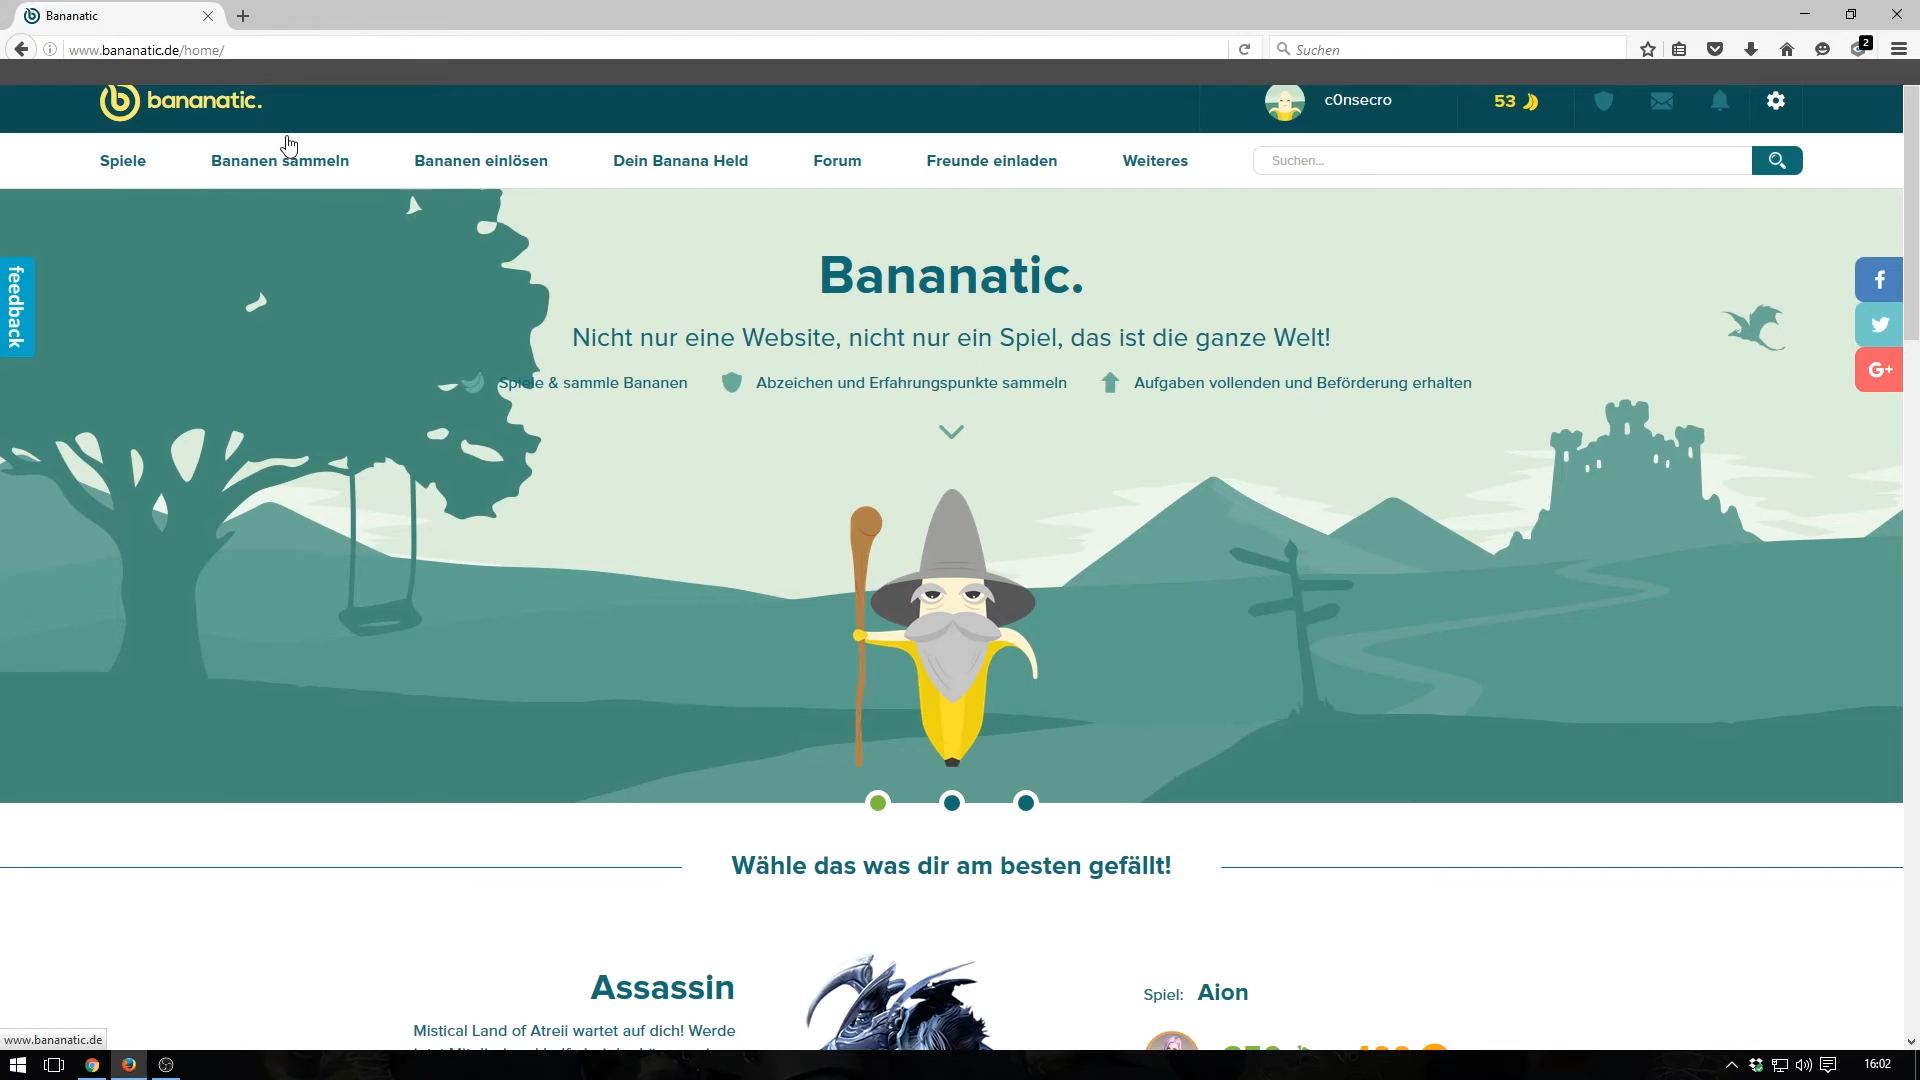 Bananatic
www.bananatic.de/home/
Suchen
2
bananatic.
c0nsecro
53
Spiele
Bananen sammeln
Bananen einlösen
Dein Banana Held
Forum
Freunde einladen
Weiteres
Suchen...
feedback
Bananatic.
Nicht nur eine Website, nicht nur ein Spiel, das ist die ganze Welt!
Spiele & sammle Bananen
Abzeichen und Erfahrungspunkte sammeln
Aufgaben vollenden und Beförderung erhalten
f
G+
Wähle das was dir am besten gefällt!
Assassin
Spiel: Aion
Mistical Land of Atreii wartet auf dich! Werde
www.bananatic.de
16:02